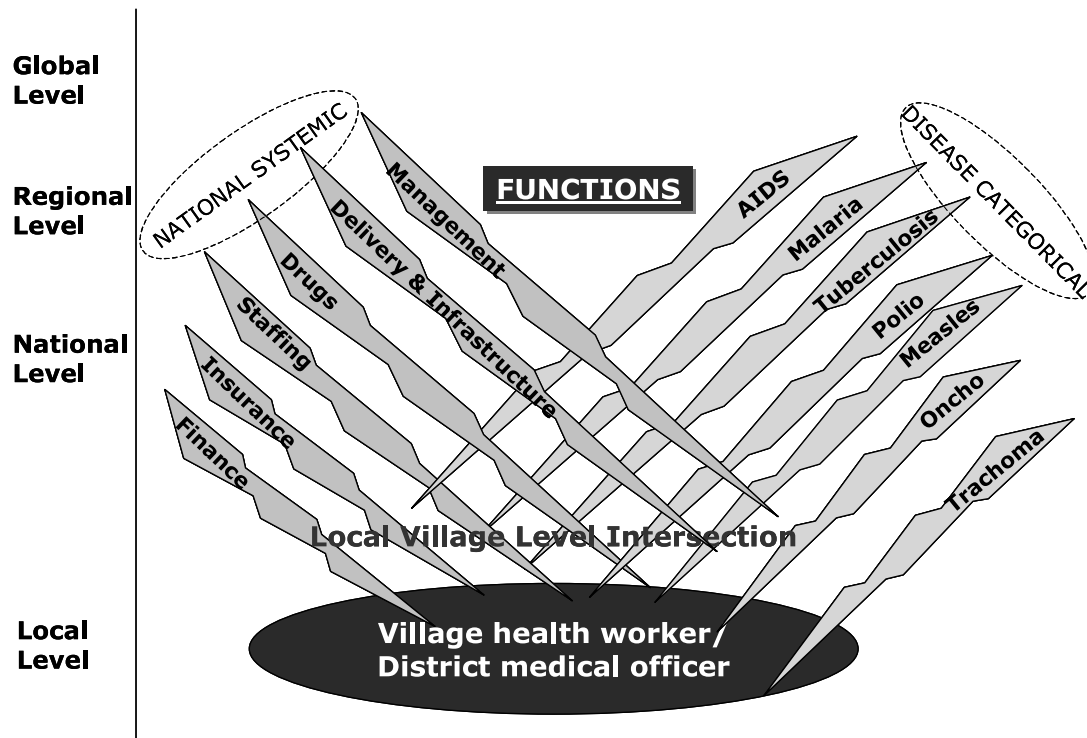 Global
Level
Regional
Level
National
Level
Local
Level
NATIONAL SYSTEMIC
FUNCTIONS
DISEASE CATEGORICAL
Management
Delivery & Infrastructure
Drugs
Staffing
Insurance
Finance
AIDS
Malaria
Tuberculosis
Polio
Measles
Oncho
Trachoma
Local Village Level Intersection
Village health worker/
District medical officer